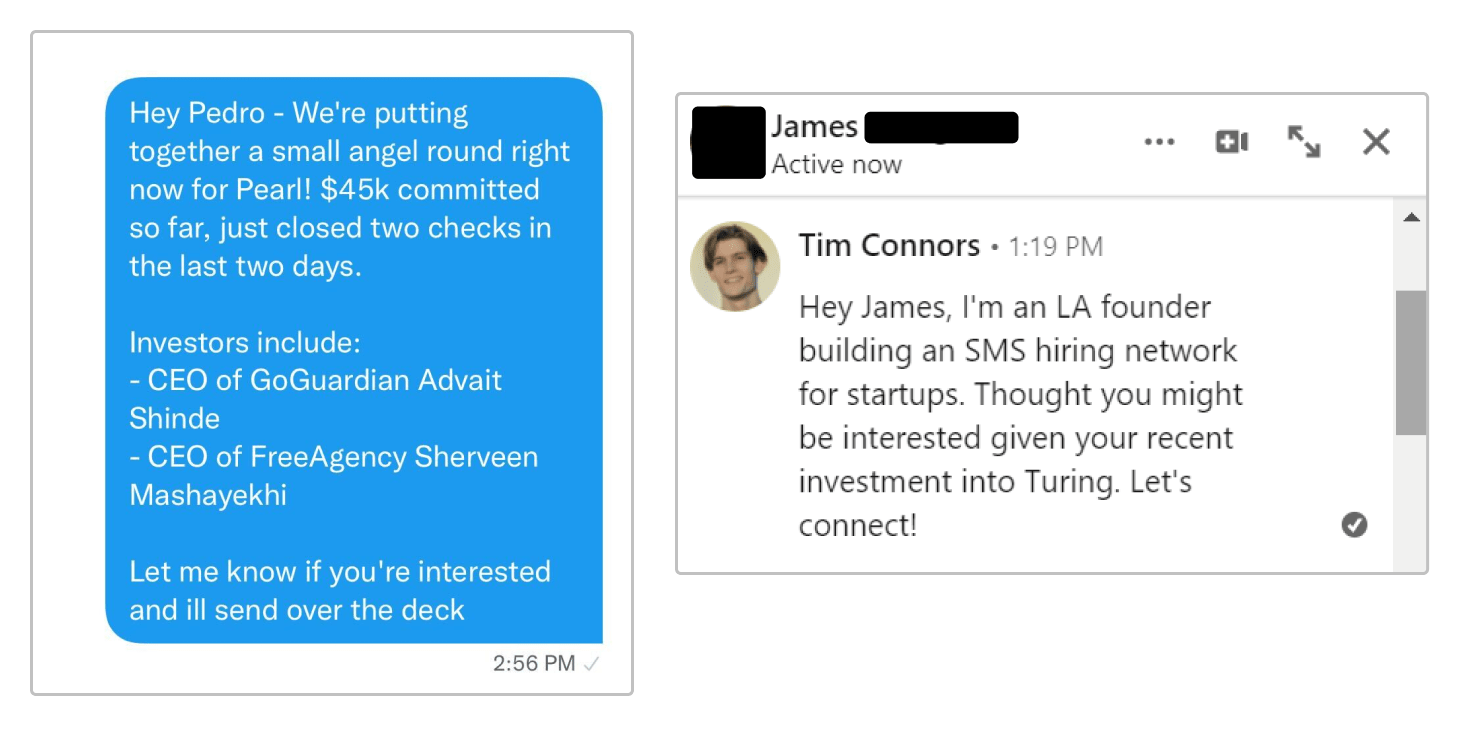 Hey Pedro - We're putting
together a small angel round right
now for Pearl! $45k committed
so far, just closed two checks in
the last two days.
Investors include:
- CEO of GoGuardian Advait
Shinde
- CEO of FreeAgency Sherveen
Mashayekhi
Let me know if you're interested
and ill send over the deck
2:56 PM
James
Active now
Tim Connors • 1:19 PM
Hey James, I'm an LA founder
building an SMS hiring network
for startups. Thought you might
be interested given your recent
investment into Turing. Let's
connect!